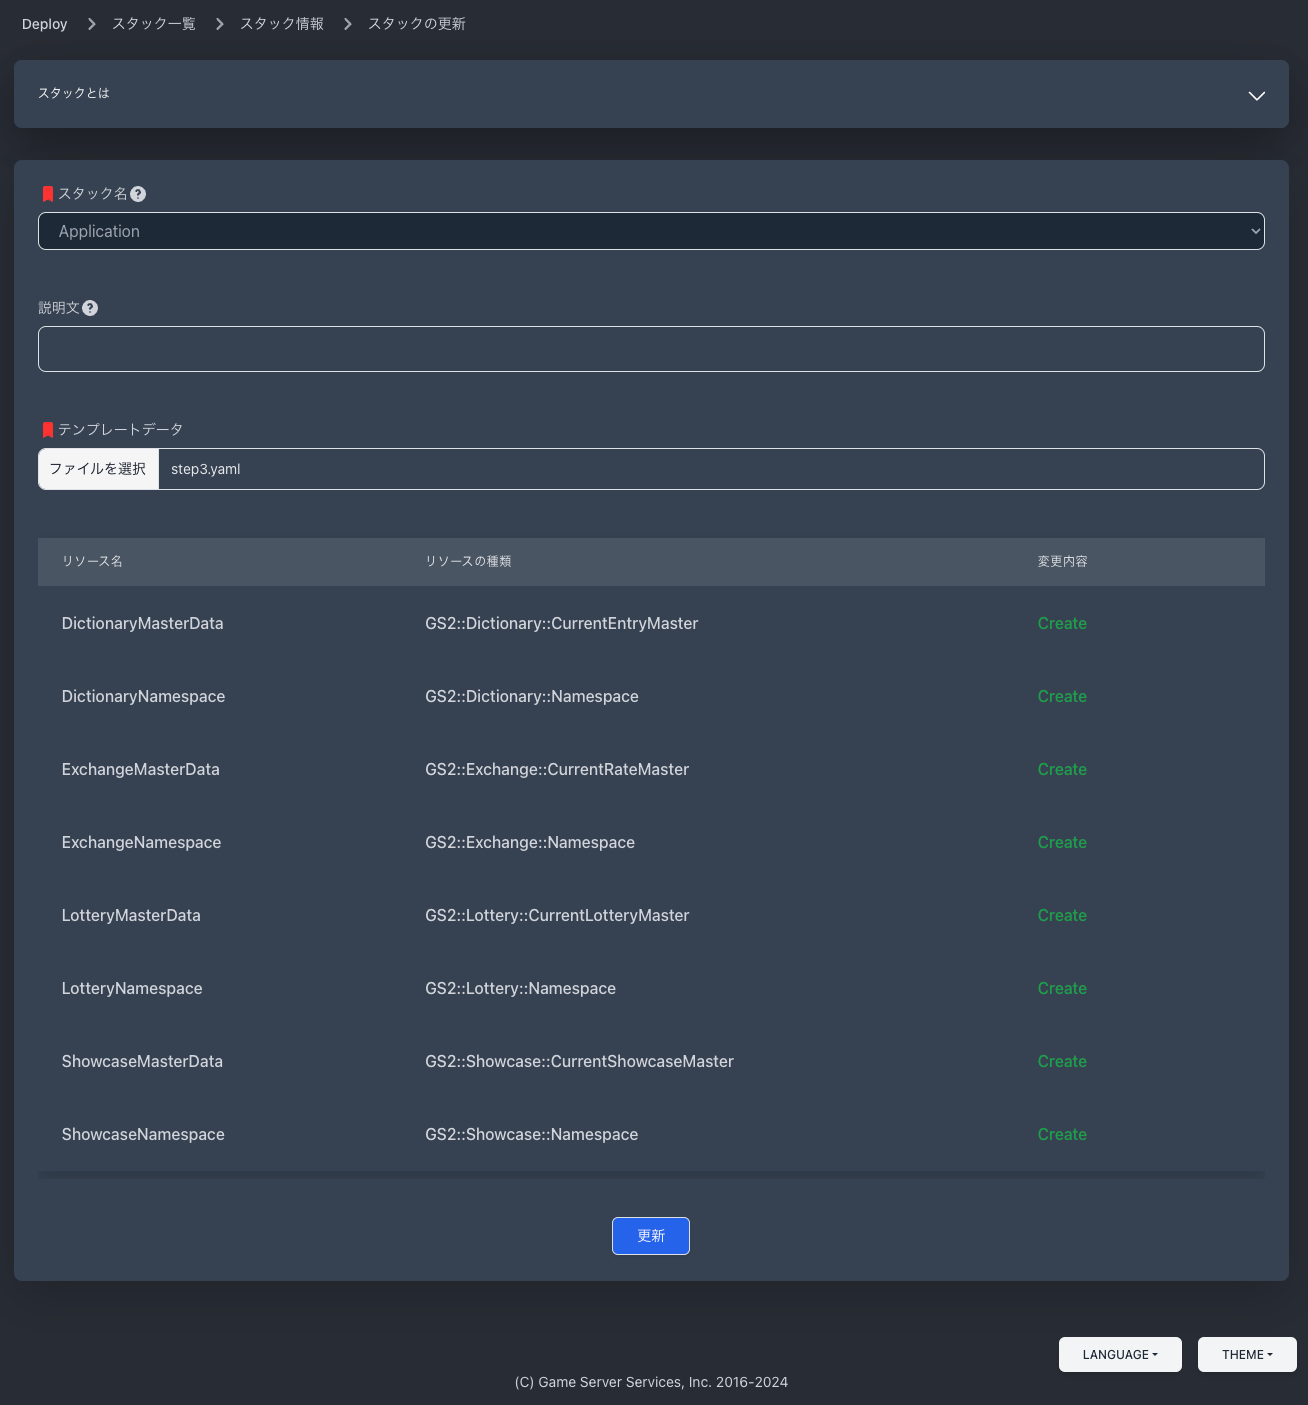 Deploy スタック一覧 スタック情報 スタックの更新
スタックとは
スタック名
Application
説明文
テンプレートデータ
ファイルを選択 step3.yaml
リソース名 リソースの種類 変更内容
DictionaryMasterData GS2::Dictionary::CurrentEntryMaster Create
DictionaryNamespace GS2::Dictionary::Namespace Create
ExchangeMasterData GS2::Exchange::CurrentRateMaster Create
ExchangeNamespace GS2::Exchange::Namespace Create
LotteryMasterData GS2::Lottery::CurrentLotteryMaster Create
LotteryNamespace GS2::Lottery::Namespace Create
ShowcaseMasterData GS2::Showcase::CurrentShowcaseMaster Create
ShowcaseNamespace GS2::Showcase::Namespace Create
更新
LANGUAGE THEME
(C) Game Server Services, Inc. 2016-2024